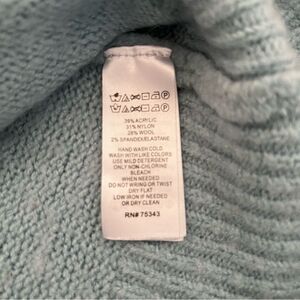 39% ACRYLIC
31% NYLON
28% WOOL
2% SPANDEX/ELASTANE
HAND WASH COLD
WASH WITH LIKE COLORS
USE MILD DETERGENT
ONLY NON-CHLORINE
BLEACH
WHEN NEEDED
DO NOT WRING OR TWIST
DRY FLAT
LOW IRON IF NEEDED
OR DRY CLEAN
RN# 75343